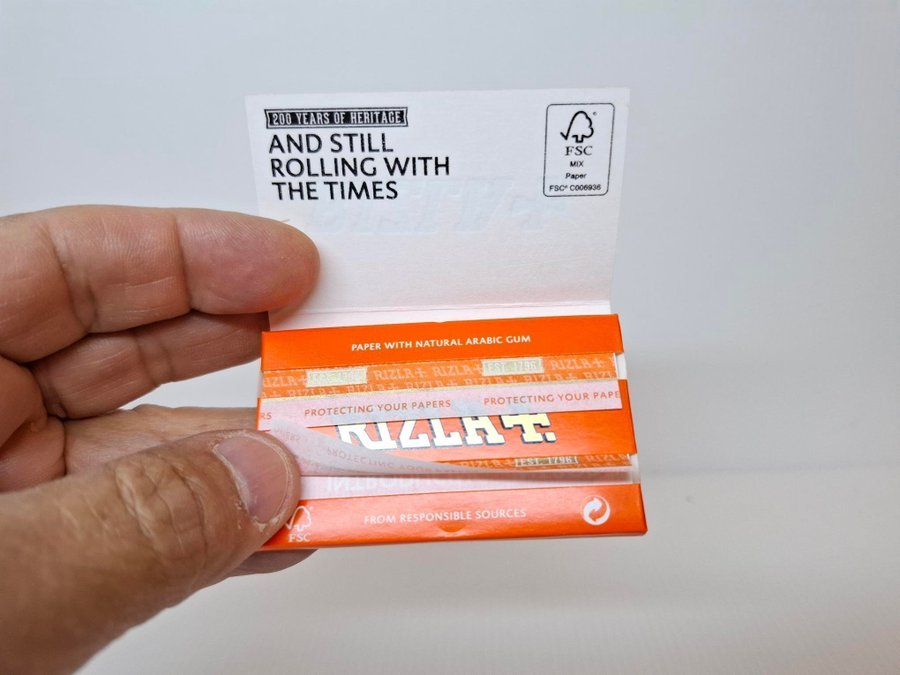 200 YEARS OF HERITAGE
AND STILL
ROLLING WITH
THE TIMES
FSC®
MIX
Paper
FSC® C006936
PAPER WITH NATURAL ARABIC GUM
RIZLA+ RIZLA+ EST. 1796
PROTECTING YOUR PAPERS PROTECTING YOUR PAPE
RIZLA+.
EST. 1796
FROM RESPONSIBLE SOURCES
FSC